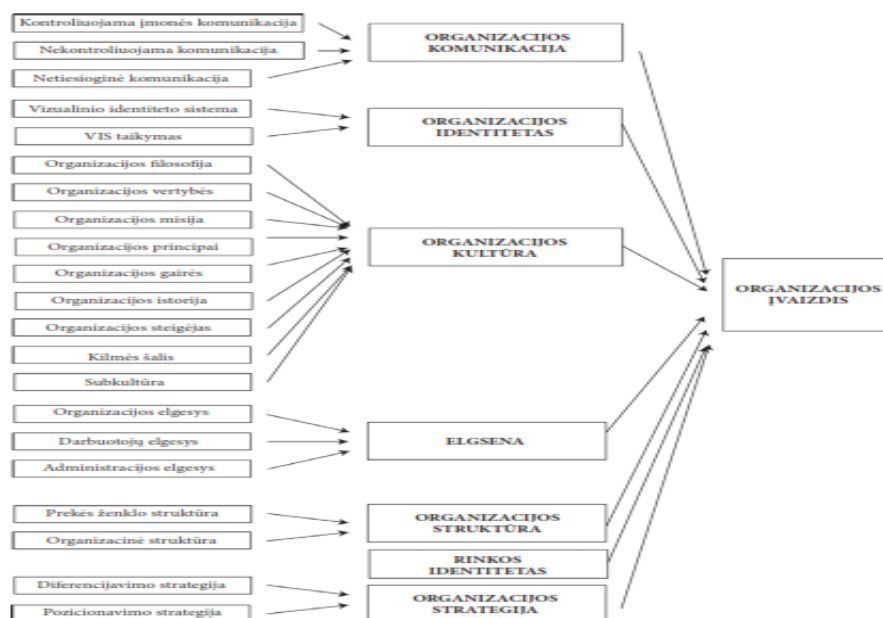 Kontroliuojama įmonės komunikacija
Nekontroliuojama komunikacija
Netiesioginė komunikacija
Vizualinio identiteto sistema
VIS taikymas
Organizacijos filosofija
Organizacijos vertybės
Organizacijos misija
Organizacijos principai
Organizacijos gairės
Organizacijos istorija
Organizacijos steigėjas
Kilmės šalis
Subkultūra
Organizacijos elgesys
Darbuotojų elgesys
Administracijos elgesys
Prekės ženklo struktūra
Organizacinė struktūra
Diferencijavimo strategija
Pozicionavimo strategija
ORGANIZACIJOS
KOMUNIKACIJA
ORGANIZACIJOS
IDENTITETAS
ORGANIZACIJOS
KULTŪRA
ELGSENA
ORGANIZACIJOS
STRUKTŪRA
RINKOS
IDENTITETAS
ORGANIZACIJOS
STRATEGIJA
ORGANIZACIJOS
ĮVAIZDIS